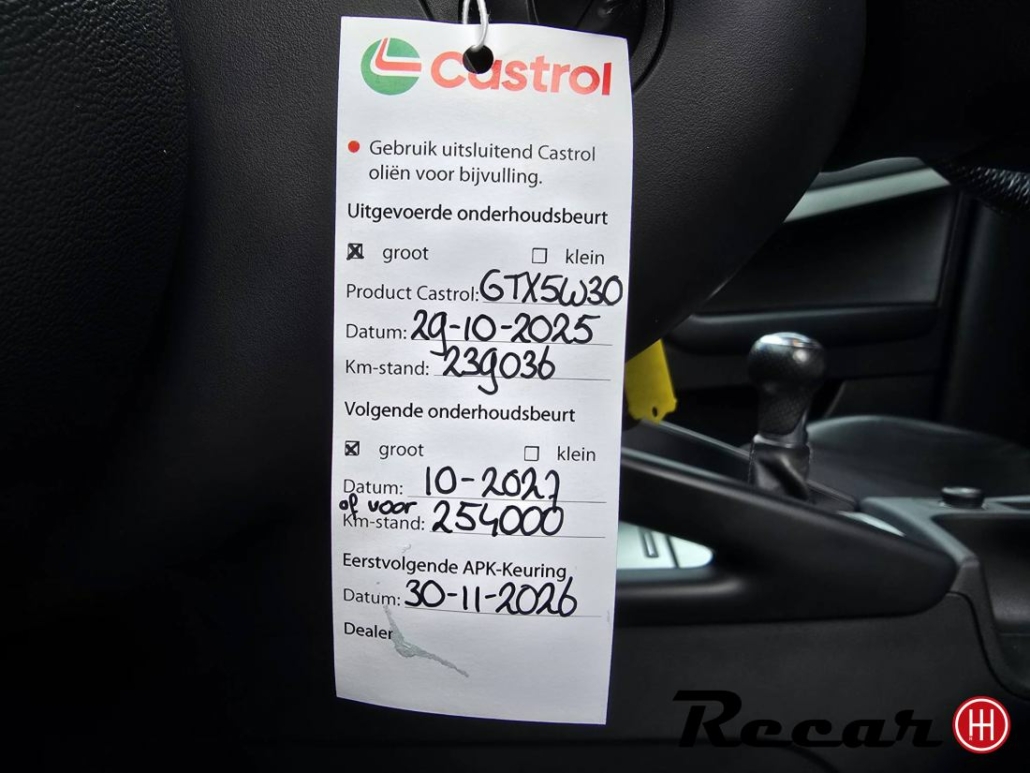 Castrol
Gebruik uitsluitend Castrol
oliën voor bijvulling.
Uitgevoerde onderhoudsbeurt
groot klein
Product Castrol: GTX5W30
Datum: 29-10-2025
Km-stand: 239036
Volgende onderhoudsbeurt
groot klein
Datum: 10-2027
of voor
Km-stand: 254000
Eerstvolgende APK-Keuring
Datum: 30-11-2026
Dealer
Recar